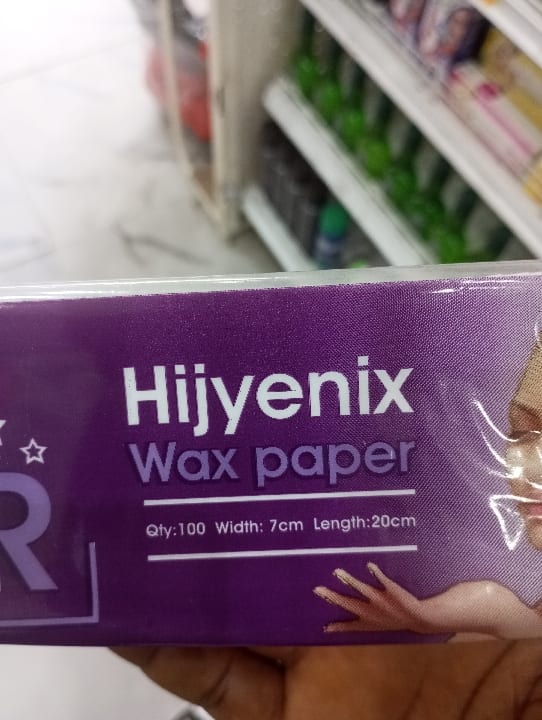 Hijyenix
Wax paper
Qty:100 Width: 7cm Length:20cm
R